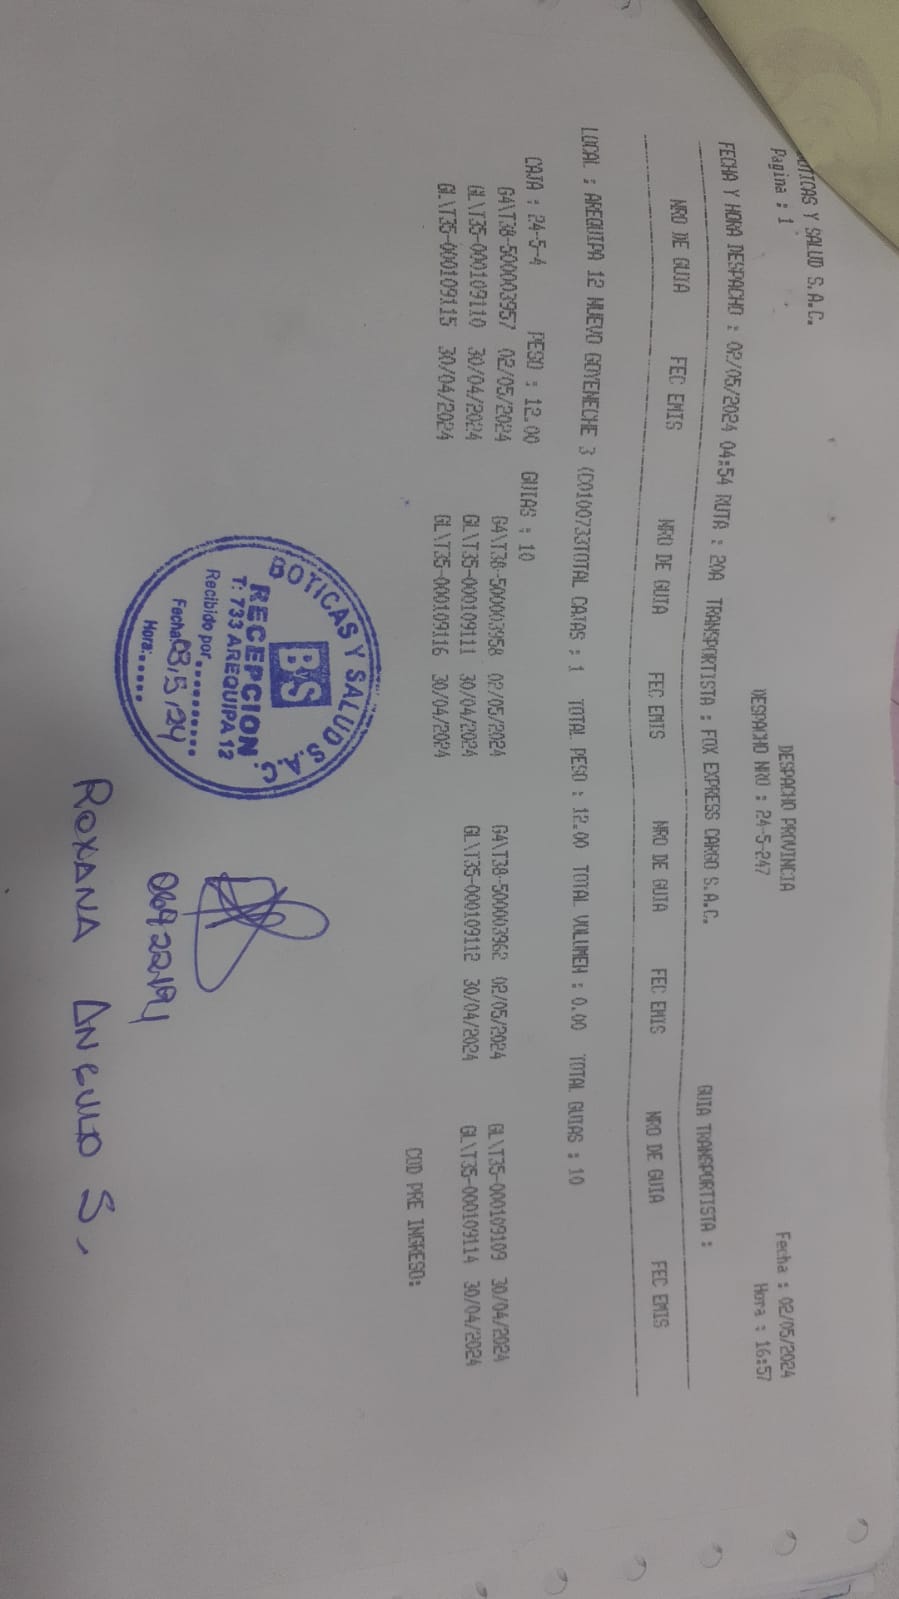 OTICAS Y SALUD S.A.C. DESPACHO PROVINCIA Fecha : 02/05/2024
Pagina : 1 DESPACHO NRO : 24-5-247 Hora : 16:57
FECHA Y HORA DESPACHO : 02/05/2024 04:54 RUTA : 20A TRANSPORTISTA : FOX EXPRESS CARGO S.A.C. GUIA TRANSPORTISTA :
NRO DE GUIA FEC EMIS NRO DE GUIA FEC EMIS NRO DE GUIA FEC EMIS NRO DE GUIA FEC EMIS
LOCAL : AREQUIPA 12 NUEVO GOYENECHE 3 (C0100733TOTAL CAJAS : 1 TOTAL PESO : 12.00 TOTAL VOLUMEN : 0.00 TOTAL GUIAS : 10
CAJA : 24-5-4 PESO : 12.00 GUIAS : 10
G4\T38-500003957 02/05/2024 G4\T38-500003958 02/05/2024 G4\T38-500003962 02/05/2024 GL\T35-000109109 30/04/2024
GL\T35-000109110 30/04/2024 GL\T35-000109111 30/04/2024 GL\T35-000109112 30/04/2024 GL\T35-000109114 30/04/2024
GL\T35-000109115 30/04/2024 GL\T35-000109116 30/04/2024
COD PRE INGRESO:
BOTICAS Y SALUD S.A.C.
BYS
RECEPCION
T: 733 AREQUIPA 12
Recibido por...........
Fecha: 03/5/24
Hora:.....
ROXANA ANGULO S.